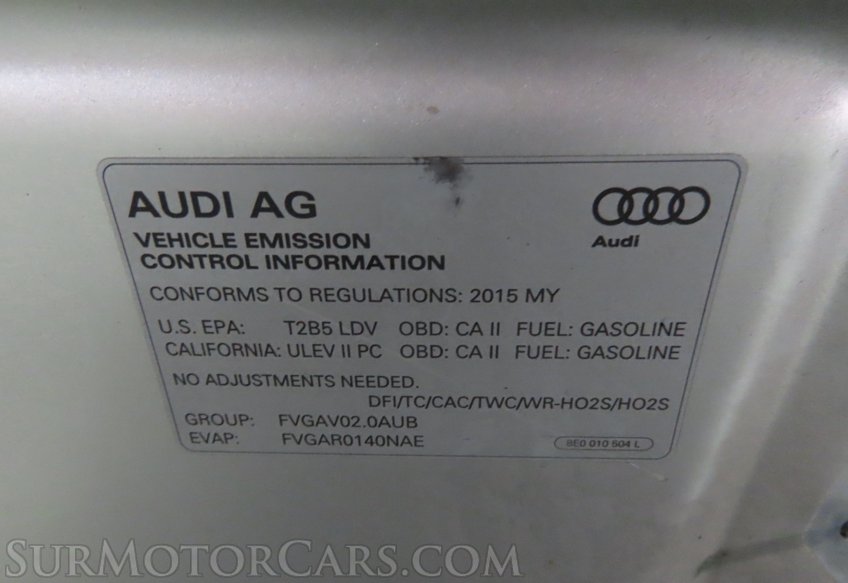 AUDI AG
Audi
VEHICLE EMISSION
CONTROL INFORMATION
CONFORMS TO REGULATIONS: 2015 MY
U.S. EPA: T2B5 LDV OBD: CA II FUEL: GASOLINE
CALIFORNIA: ULEV II PC OBD: CA II FUEL: GASOLINE
NO ADJUSTMENTS NEEDED.
DFI/TC/CAC/TWC/WR-HO2S/HO2S
GROUP: FVGAV02.0AUB
EVAP: FVGAR0140NAE
8E0 010 504 L
SURMOTORCARS.COM